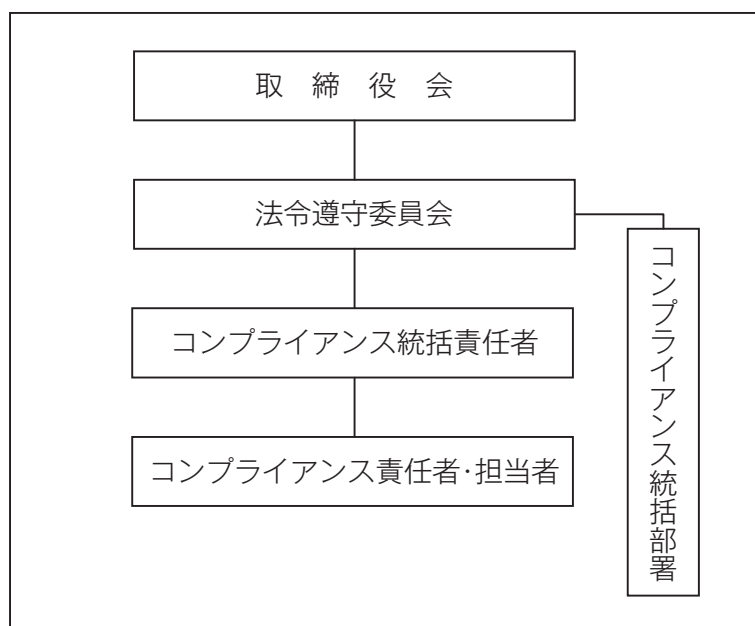 取 締 役 会
法令遵守委員会
コンプライアンス統括責任者
コンプライアンス責任者・担当者
コンプライアンス統括部署